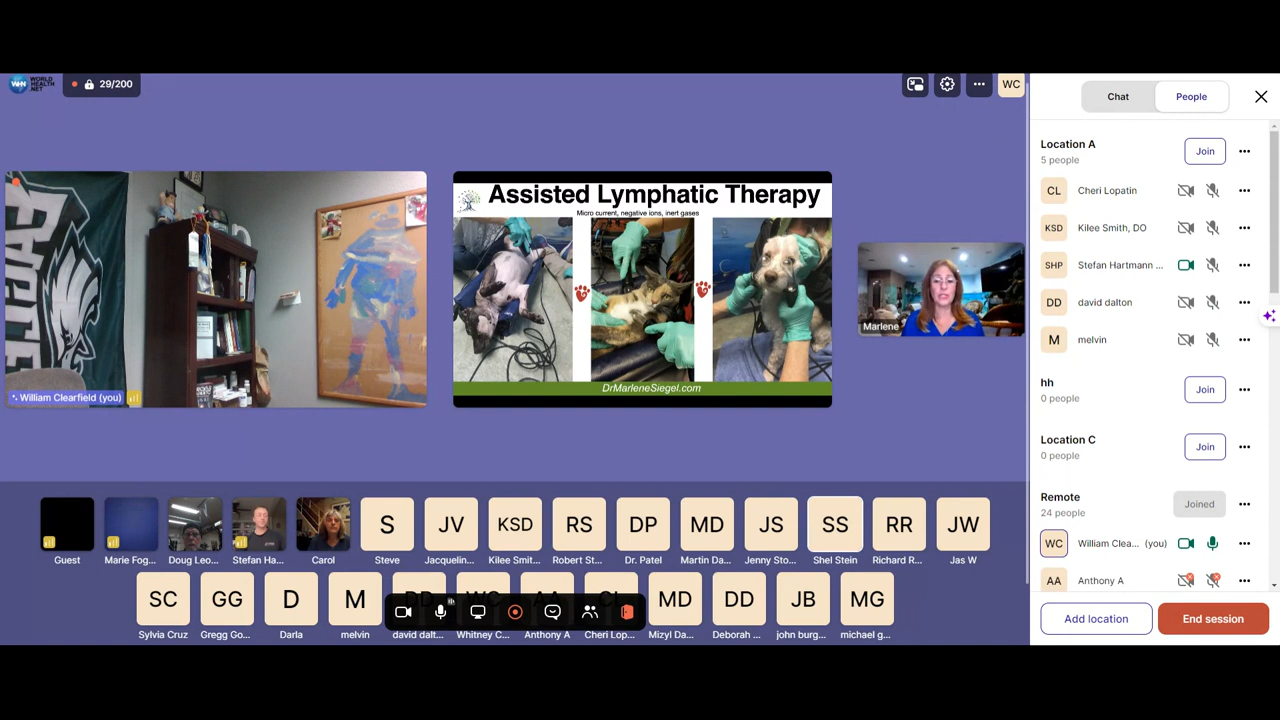 WORLD
HEALTH
.NET
29/200
WC
Chat
People
Location A
5 people
Join
CL
Cheri Lopatin
KSD
Kilee Smith, DO
SHP
Stefan Hartmann ...
DD
david dalton
M
melvin
hh
0 people
Join
Location C
0 people
Join
Remote
24 people
Joined
WC
William Clea... (you)
AA
Anthony A
Add location
End session
EAGLES
William Clearfield (you)
Assisted Lymphatic Therapy
Micro current, negative ions, inert gases
DrMarleneSiegel.com
Marlene
S
JV
KSD
RS
DP
MD
JS
SS
RR
JW
Guest
Marie Fog...
Doug Leo...
Stefan Ha...
Carol
Steve
Jacquelin...
Kilee Smit...
Robert St...
Dr. Patel
Martin Da...
Jenny Sto...
Shel Stein
Richard R...
Jas W
SC
GG
D
M
DD
WC
AA
CL
MD
DD
JB
MG
Sylvia Cruz
Gregg Go...
Darla
melvin
david dalt...
Whitney C...
Anthony A
Cheri Lop...
Mizyl Da...
Deborah ...
john burg...
michael g...